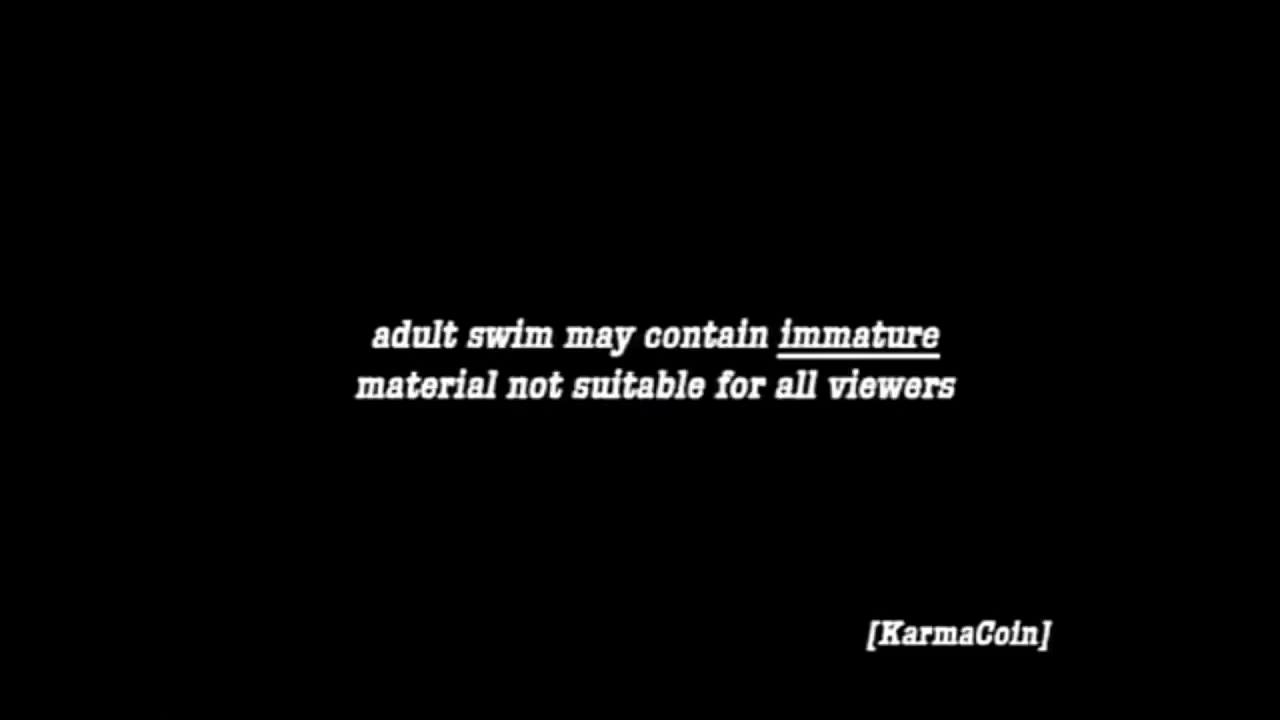 adult swim may contain immature
material not suitable for all viewers
[KarmaCoin]